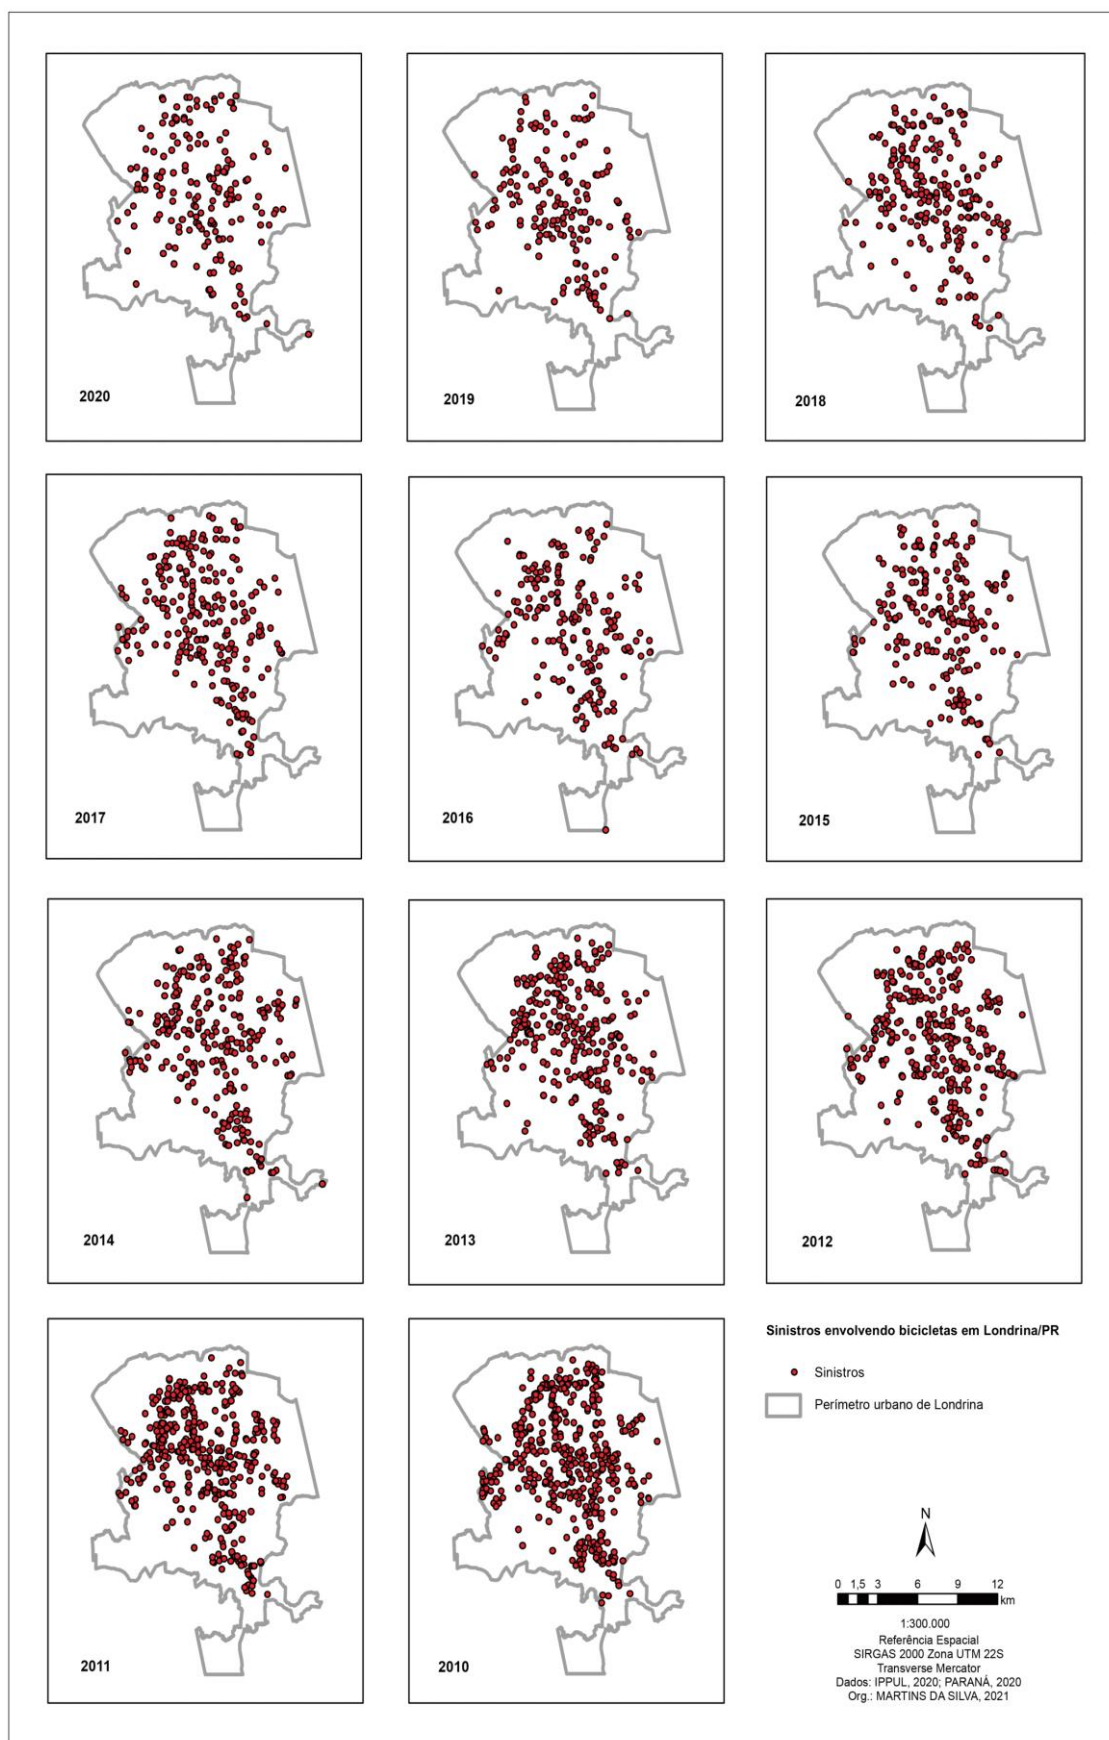 2020
2019
2018
2017
2016
2015
2014
2013
2012
2011
2010
Sinistros envolvendo bicicletas em Londrina/PR
Sinistros
Perímetro urbano de Londrina
N
0 1,5 3 6 9 12
km
1:300.000
Referência Espacial
SIRGAS 2000 Zona UTM 22S
Transverse Mercator
Dados: IPPUL, 2020; PARANÁ, 2020
Org.: MARTINS DA SILVA, 2021